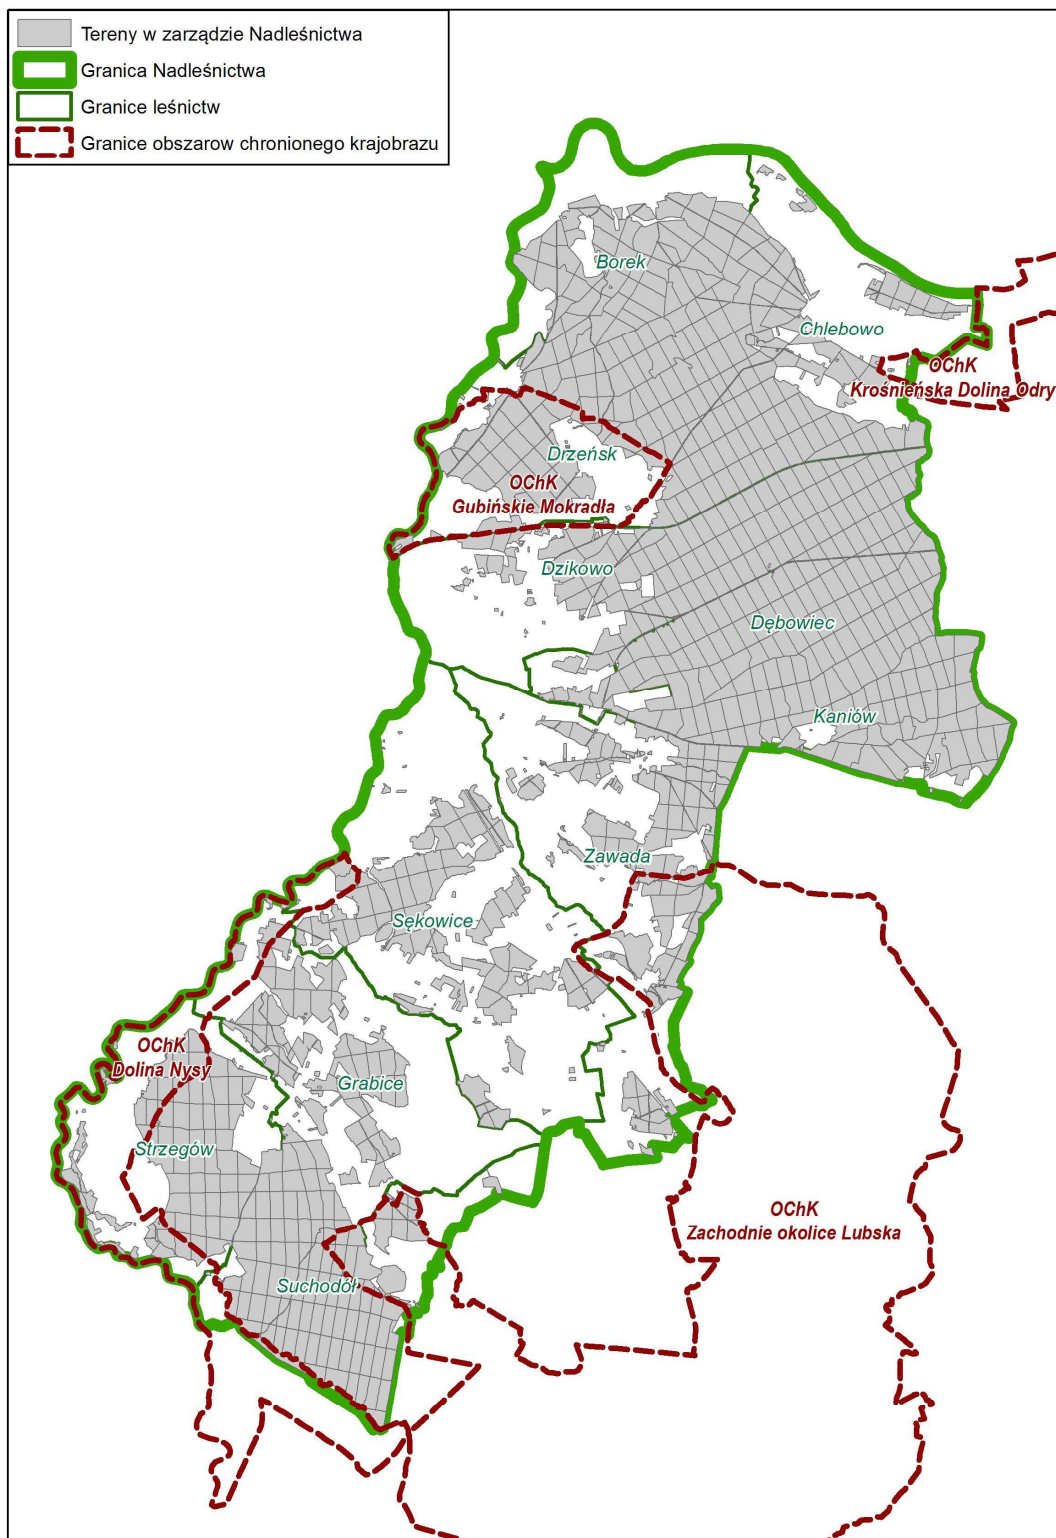 Tereny w zarządzie Nadleśnictwa
Granica Nadleśnictwa
Granice leśnictw
Granice obszarow chronionego krajobrazu
Borek
Chlebowo
OChK
Krośnieńska Dolina Odry
Drzeńsk
OChK
Gubińskie Mokradła
Dzikowo
Dębowiec
Kaniów
Zawada
Sękowice
OChK
Dolina Nysy
Grabice
Strzegów
OChK
Zachodnie okolice Lubska
Suchodół